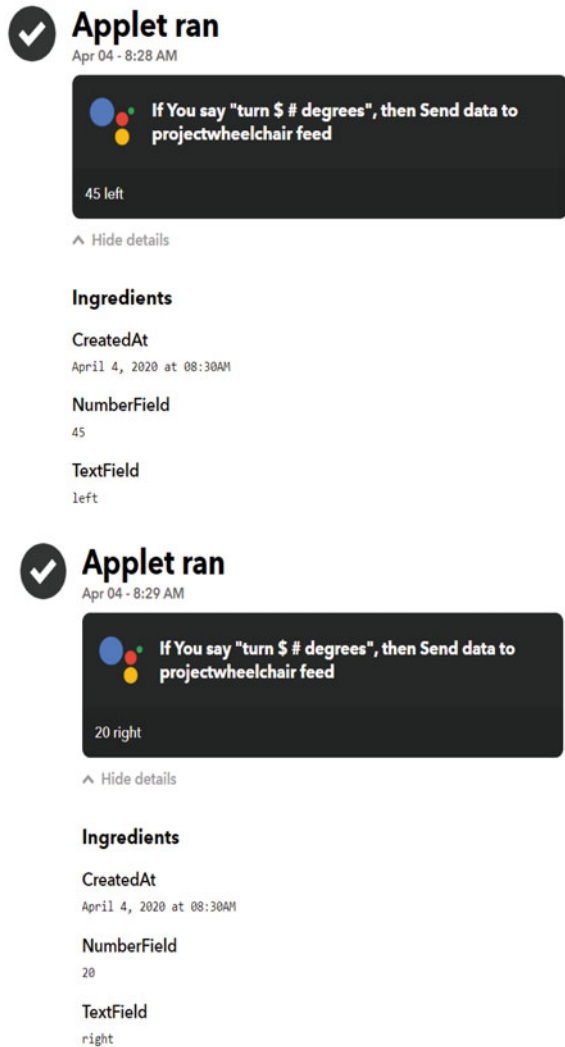 Applet ran
Apr 04 - 8:28 AM
If You say "turn $ # degrees", then Send data to
projectwheelchair feed
45 left
Hide details
Ingredients
CreatedAt
April 4, 2020 at 08:30AM
NumberField
45
TextField
left
Applet ran
Apr 04 - 8:29 AM
If You say "turn $ # degrees", then Send data to
projectwheelchair feed
20 right
Hide details
Ingredients
CreatedAt
April 4, 2020 at 08:30AM
NumberField
20
TextField
right